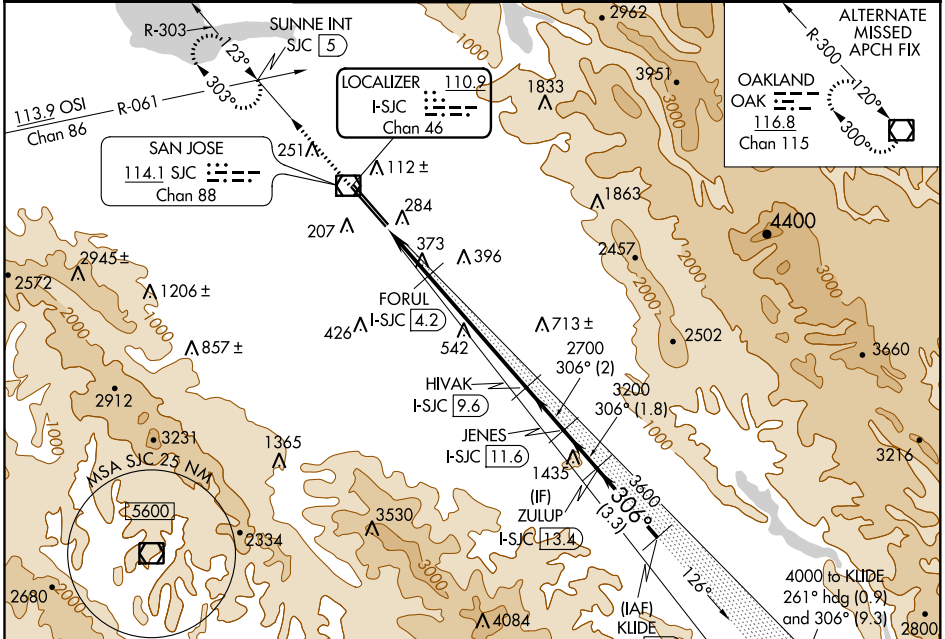 R-303
123°
303°
SUNNE INT
SJC 5
113.9 OSI
Chan 86
R-061
LOCALIZER 110.9
I-SJC
Chan 46
SAN JOSE
114.1 SJC
Chan 88
ALTERNATE
MISSED
APCH FIX
R-300
120°
300°
OAKLAND
OAK
116.8
Chan 115
2962
1000
3951
3000
1833
251
112 ±
207
284
373
396
1863
2457
2000
4400
3000
2502
3660
2000
1000
3216
2945 ±
2572
1206 ±
2000
1000
857 ±
2912
1000
3231
1365
FORUL
I-SJC 4.2
426
542
713 ±
2700
306° (2)
HIVAK
I-SJC 9.6
3200
306° (1.8)
JENES
I-SJC 11.6
1435
(IF)
ZULUP
I-SJC 13.4
3600
306°
(3.3)
126°
(IAF)
KLIDE
4000 to KLIDE
261° hdg (0.9)
and 306° (9.3)
2800
MSA SJC 25 NM
5600
2334
2680
2000
3530
3000
4084